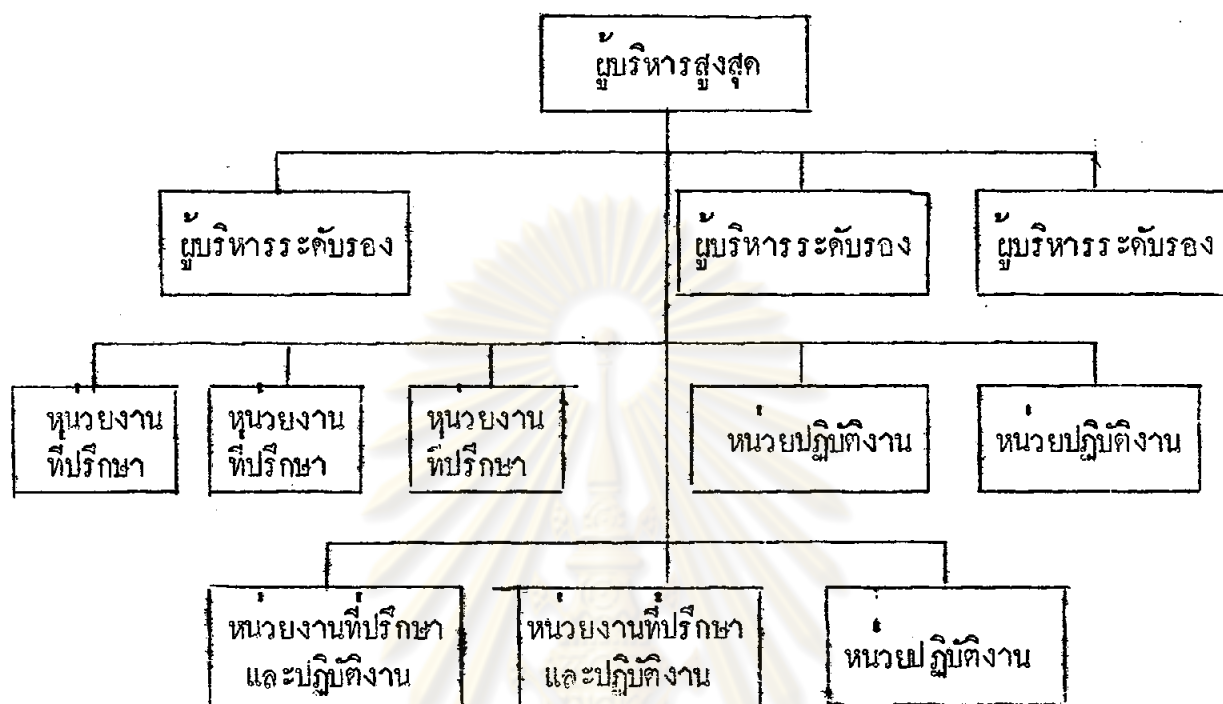 ผู้บริหารสูงสุด
ผู้บริหารระดับรอง
ผู้บริหารระดับรอง
ผู้บริหารระดับรอง
หน่วยงาน
ที่ปรึกษา
หน่วยงาน
ที่ปรึกษา
หน่วยงาน
ที่ปรึกษา
หน่วยปฏิบัติงาน
หน่วยปฏิบัติงาน
หน่วยงานที่ปรึกษา
และปฏิบัติงาน
หน่วยงานที่ปรึกษา
และปฏิบัติงาน
หน่วยปฏิบัติงาน